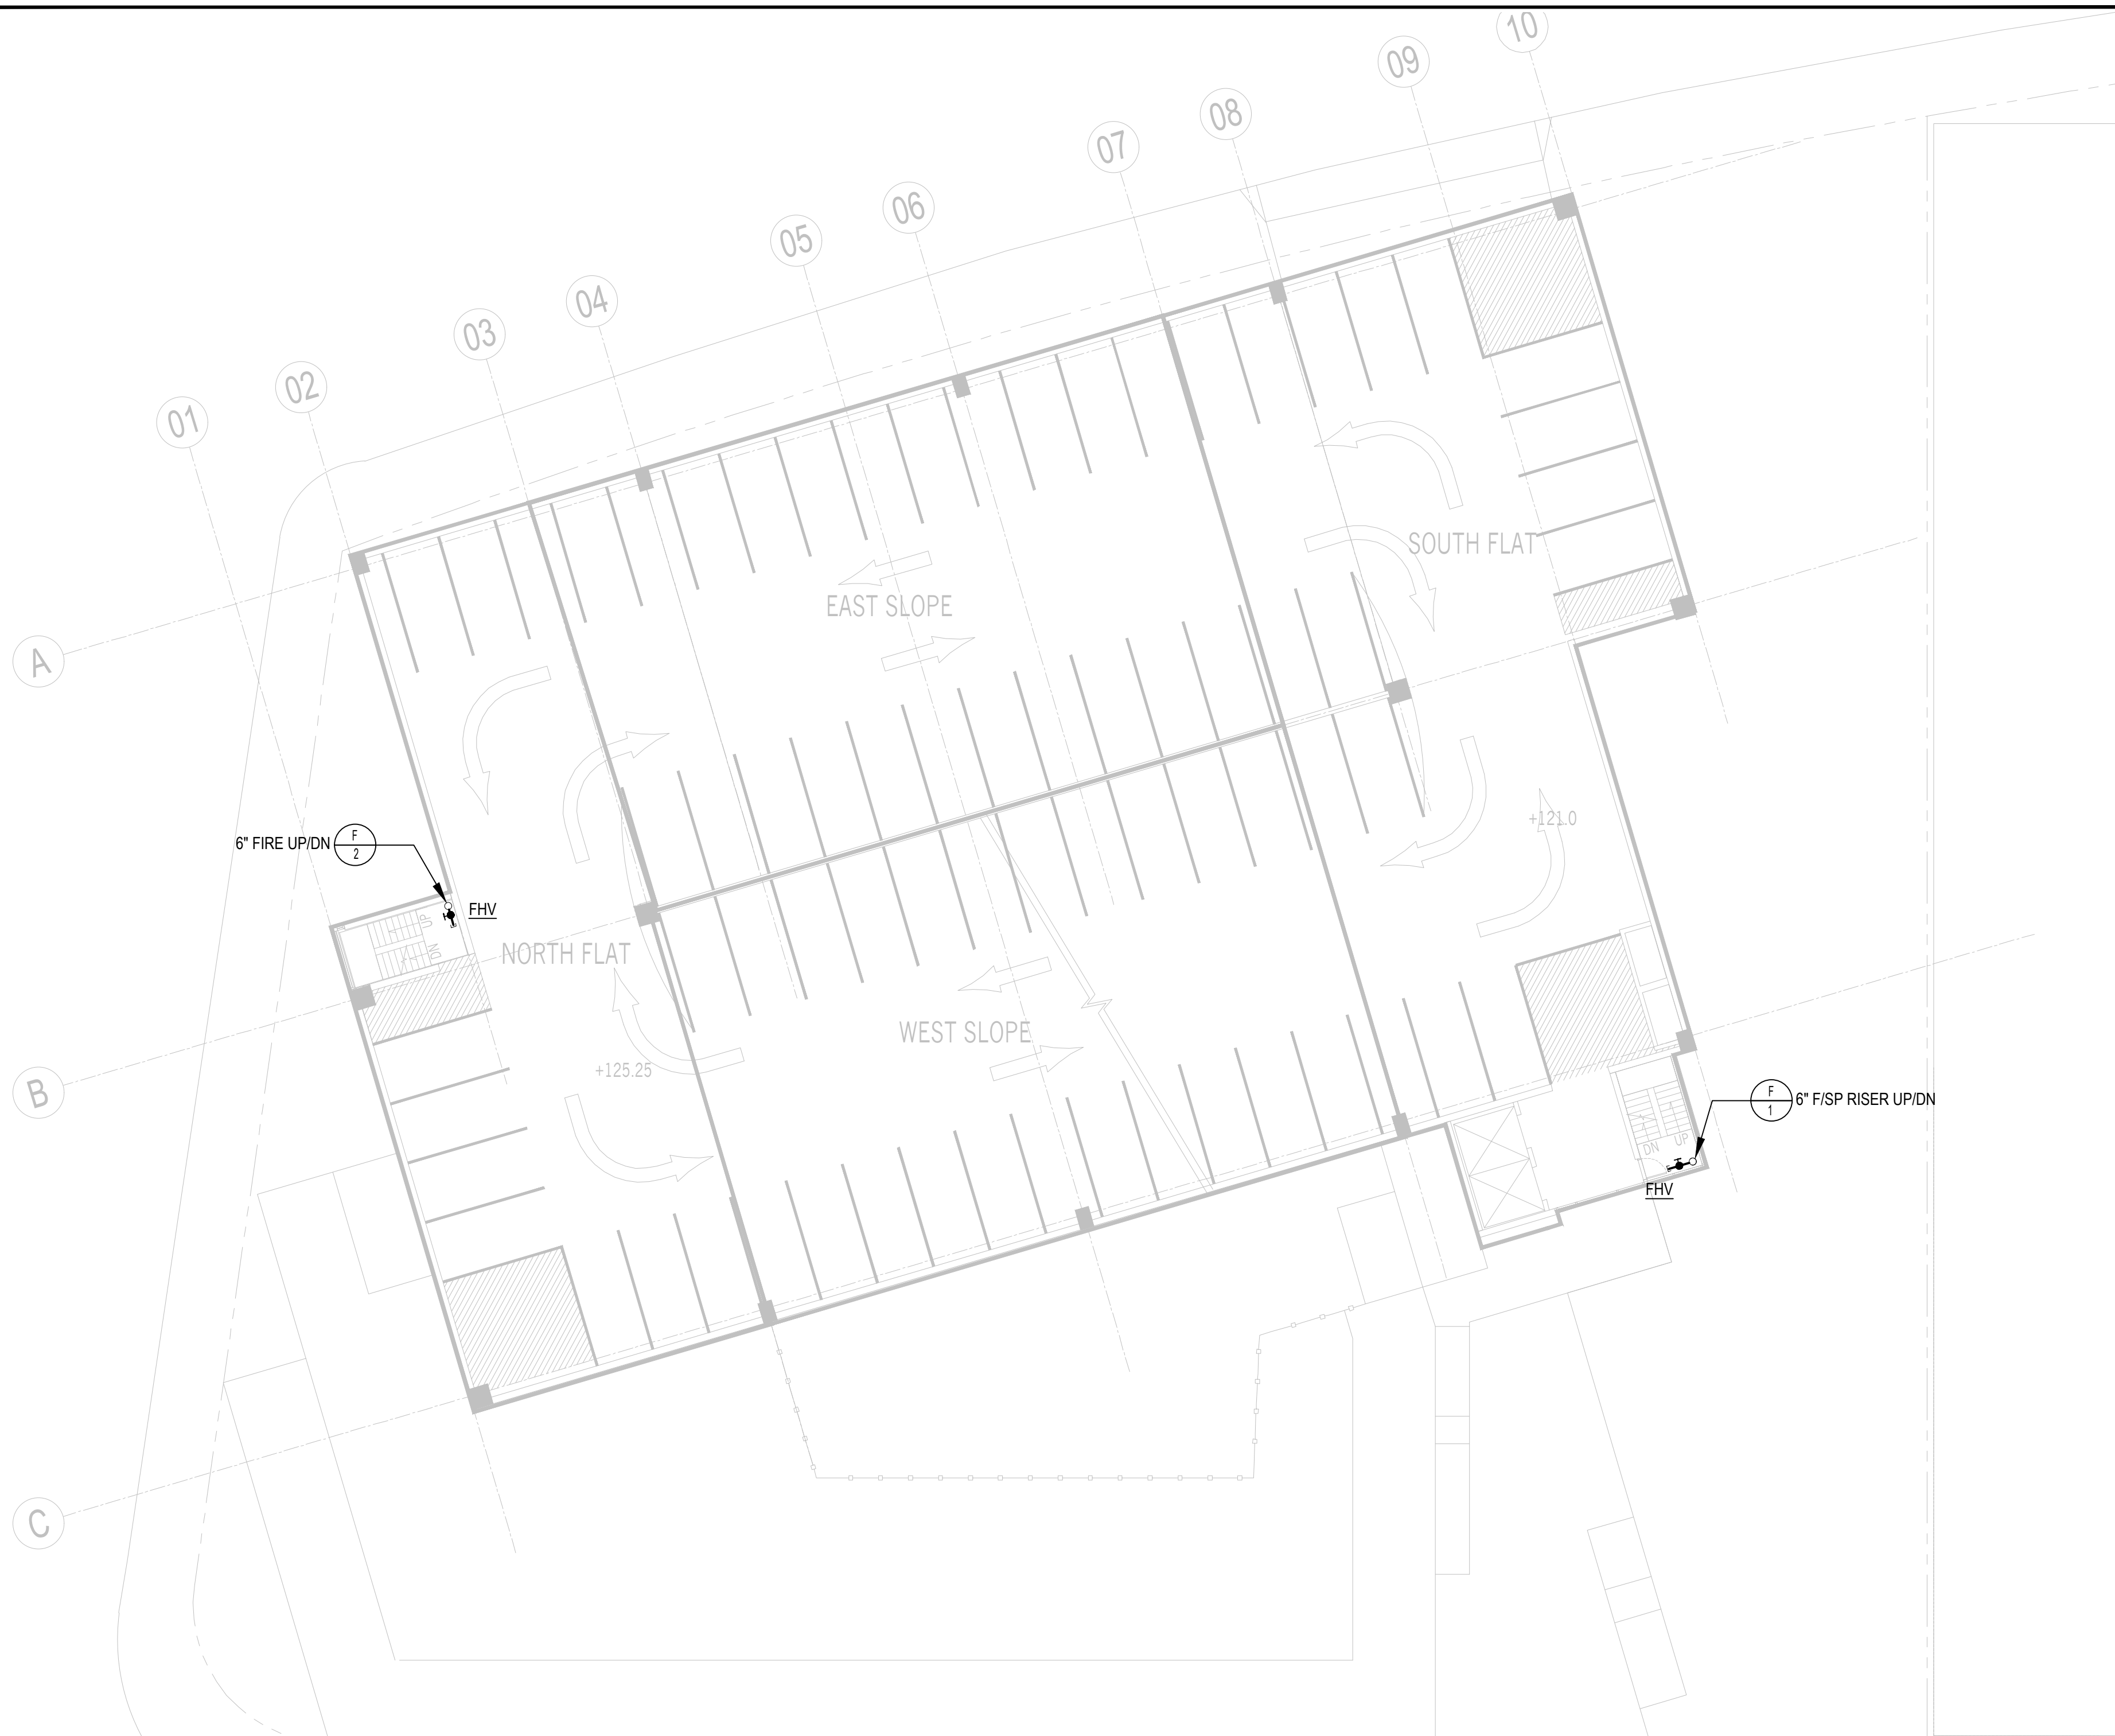 10
09
08
07
06
05
04
03
02
01
SOUTH FLAT
EAST SLOPE
A
+121.0
6" FIRE UP/DN
F
2
FHV
UP
DN
NORTH FLAT
WEST SLOPE
+125.25
B
F
1
6" F/SP RISER UP/DN
UP
DN
FHV
C